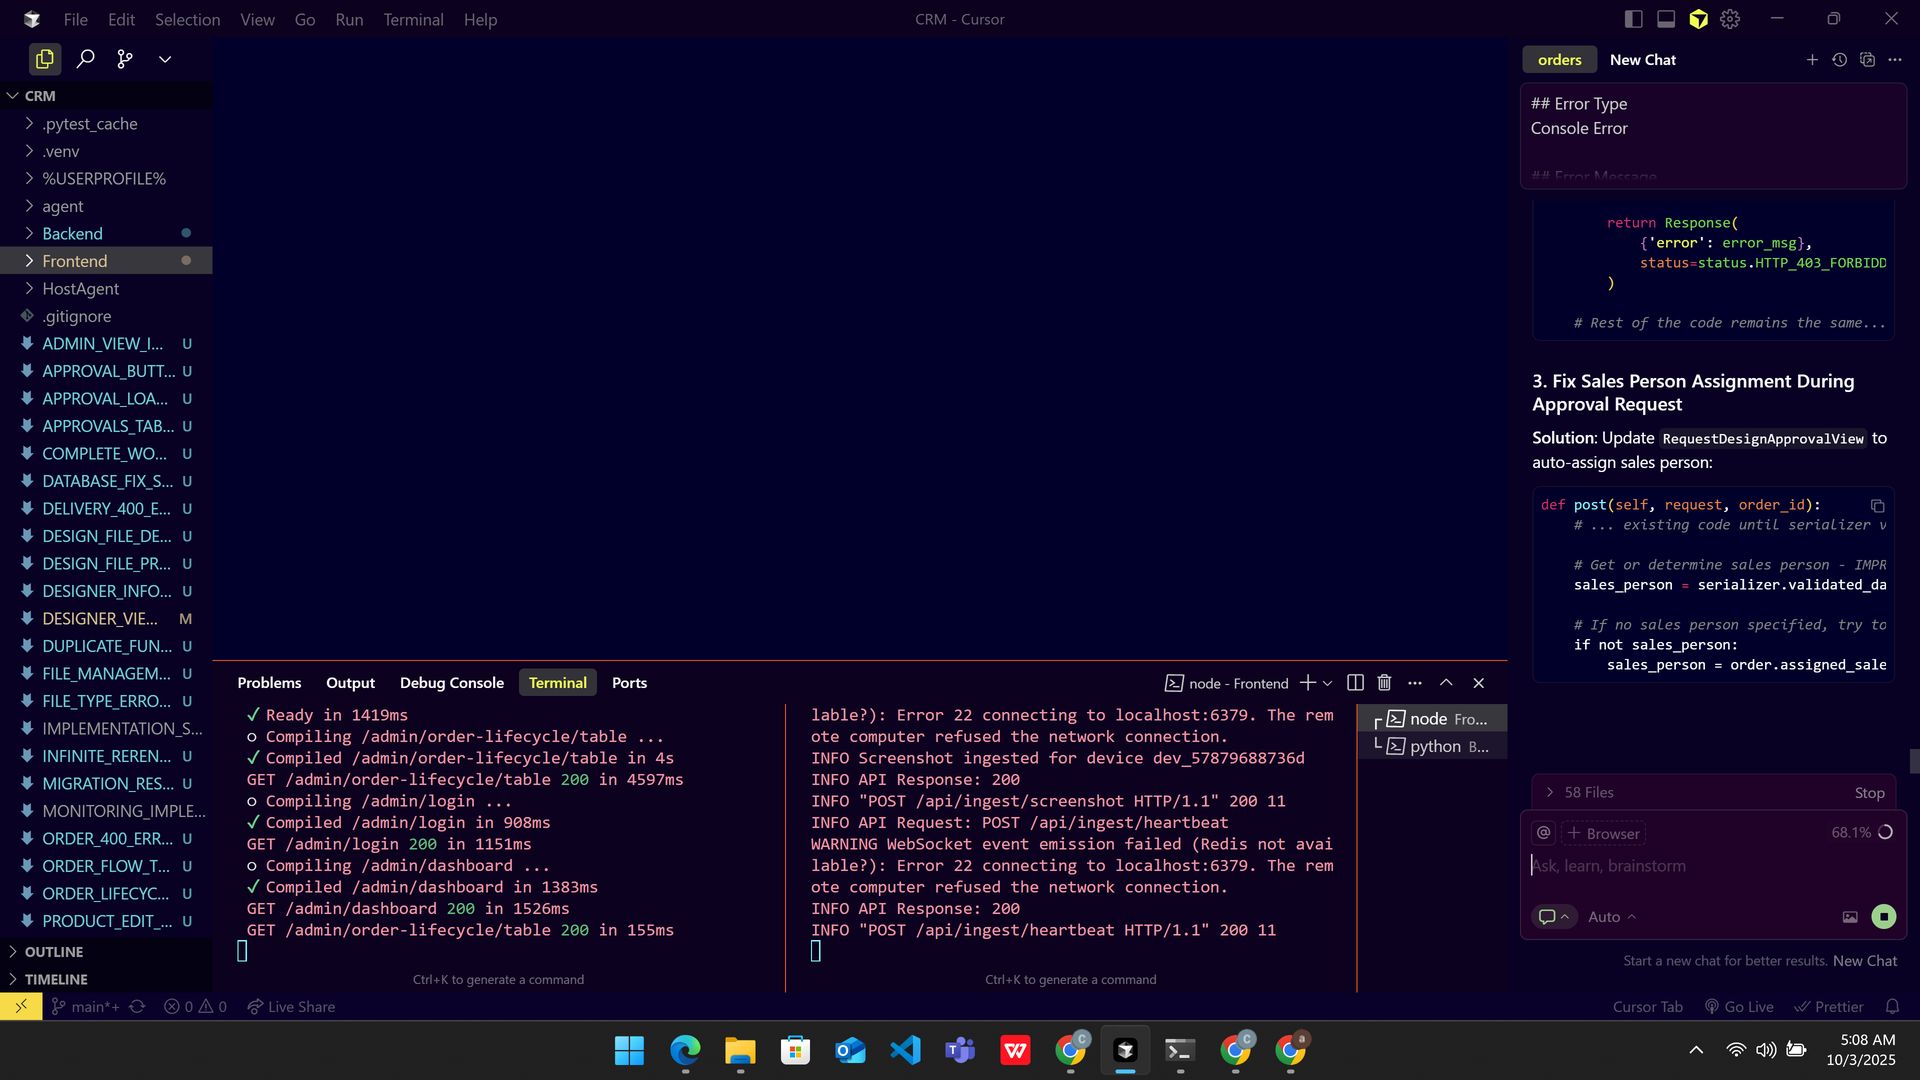 File Edit Selection View Go Run Terminal Help
CRM - Cursor
CRM
.pytest_cache
.venv
%USERPROFILE%
agent
Backend
Frontend
HostAgent
.gitignore
ADMIN_VIEW_I... U
APPROVAL_BUTT... U
APPROVAL_LOA... U
APPROVALS_TAB... U
COMPLETE_WO... U
DATABASE_FIX_S... U
DELIVERY_400_E... U
DESIGN_FILE_DE... U
DESIGN_FILE_PR... U
DESIGNER_INFO... U
DESIGNER_VIE... M
DUPLICATE_FUN... U
FILE_MANAGEM... U
FILE_TYPE_ERRO... U
IMPLEMENTATION_S...
INFINITE_REREN... U
MIGRATION_RES... U
MONITORING_IMPLE...
ORDER_400_ERR... U
ORDER_FLOW_T... U
ORDER_LIFECYC... U
PRODUCT_EDIT_... U
OUTLINE
TIMELINE
Problems Output Debug Console Terminal Ports
node - Frontend
✓ Ready in 1419ms
○ Compiling /admin/order-lifecycle/table ...
✓ Compiled /admin/order-lifecycle/table in 4s
GET /admin/order-lifecycle/table 200 in 4597ms
○ Compiling /admin/login ...
✓ Compiled /admin/login in 908ms
GET /admin/login 200 in 1151ms
○ Compiling /admin/dashboard ...
✓ Compiled /admin/dashboard in 1383ms
GET /admin/dashboard 200 in 1526ms
GET /admin/order-lifecycle/table 200 in 155ms
Ctrl+K to generate a command
lable?): Error 22 connecting to localhost:6379. The rem
ote computer refused the network connection.
INFO Screenshot ingested for device dev_57879688736d
INFO API Response: 200
INFO "POST /api/ingest/screenshot HTTP/1.1" 200 11
INFO API Request: POST /api/ingest/heartbeat
WARNING WebSocket event emission failed (Redis not avai
lable?): Error 22 connecting to localhost:6379. The rem
ote computer refused the network connection.
INFO API Response: 200
INFO "POST /api/ingest/heartbeat HTTP/1.1" 200 11
Ctrl+K to generate a command
node Fro...
python B...
orders New Chat
## Error Type
Console Error
## Error Message
return Response(
{'error': error_msg},
status=status.HTTP_403_FORBIDD
)
# Rest of the code remains the same...
3. Fix Sales Person Assignment During
Approval Request
Solution: Update RequestDesignApprovalView to
auto-assign sales person:
def post(self, request, order_id):
# ... existing code until serializer v
# Get or determine sales person - IMPR
sales_person = serializer.validated_da
# If no sales person specified, try to
if not sales_person:
sales_person = order.assigned_sale
58 Files Stop
@ + Browser 68.1%
Ask, learn, brainstorm
Auto
Start a new chat for better results. New Chat
main*+ 0 0 Live Share
Cursor Tab Go Live Prettier
5:08 AM
10/3/2025